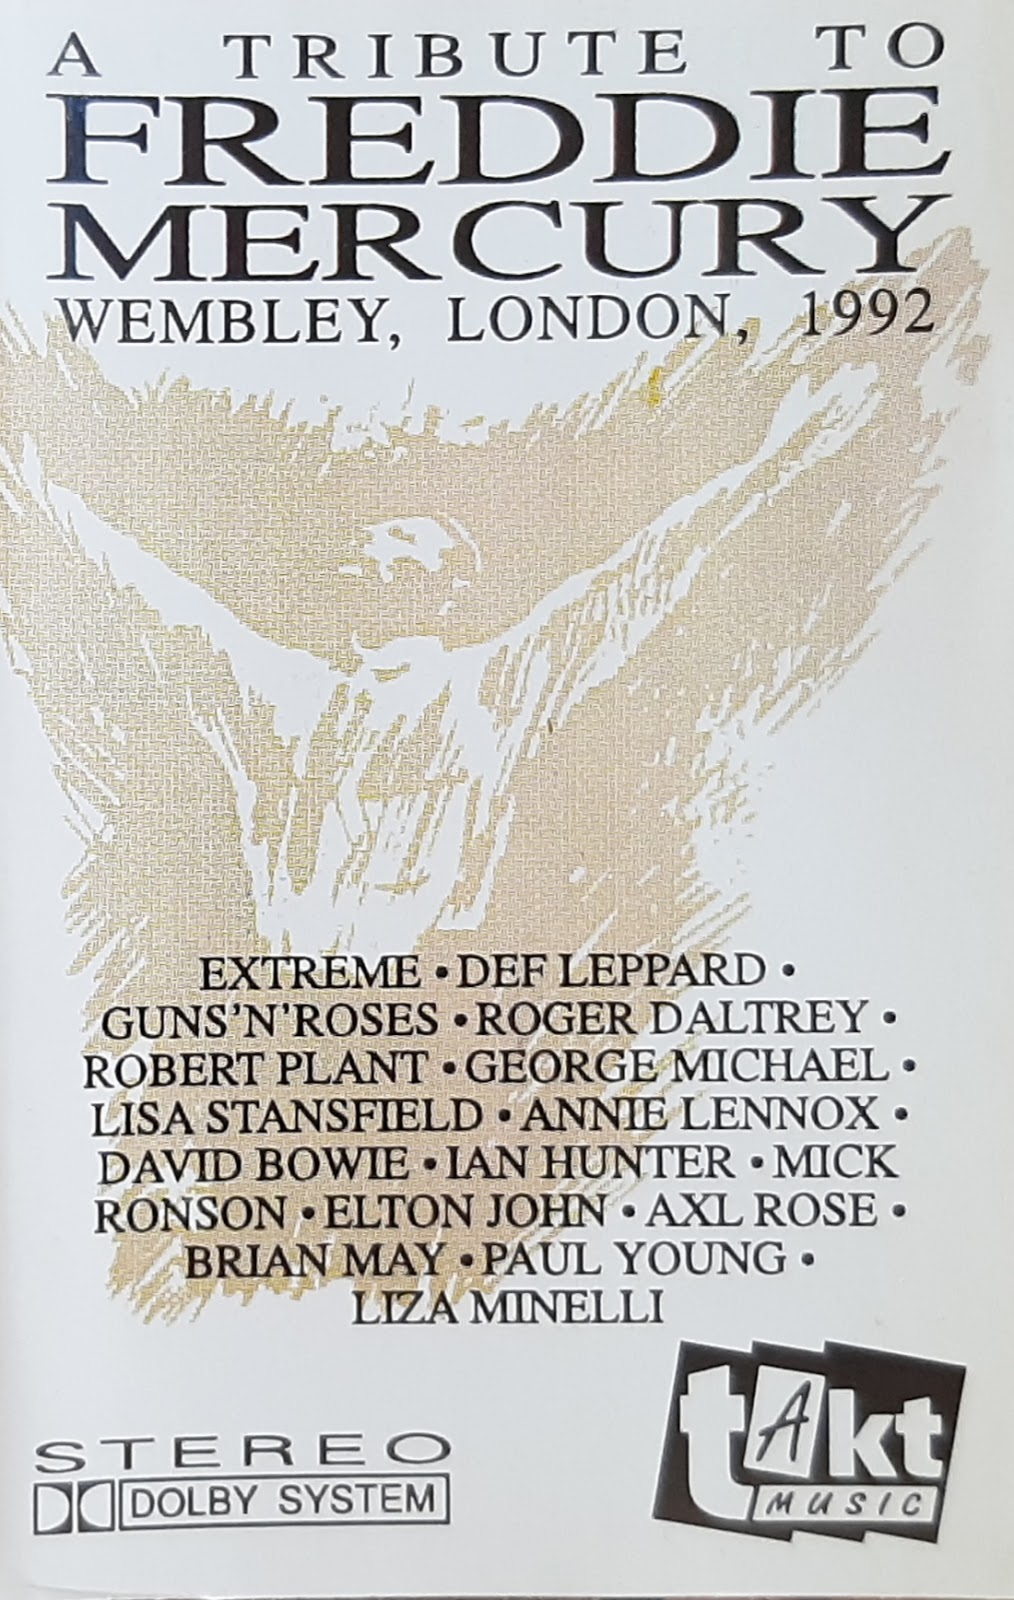 A TRIBUTE TO
FREDDIE
MERCURY
WEMBLEY, LONDON, 1992
EXTREME • DEF LEPPARD •
GUNS'N'ROSES • ROGER DALTREY •
ROBERT PLANT • GEORGE MICHAEL •
LISA STANSFIELD • ANNIE LENNOX •
DAVID BOWIE • IAN HUNTER • MICK
RONSON • ELTON JOHN • AXL ROSE •
BRIAN MAY • PAUL YOUNG •
LIZA MINELLI
STEREO
DOLBY SYSTEM
tAkt
MUSIC